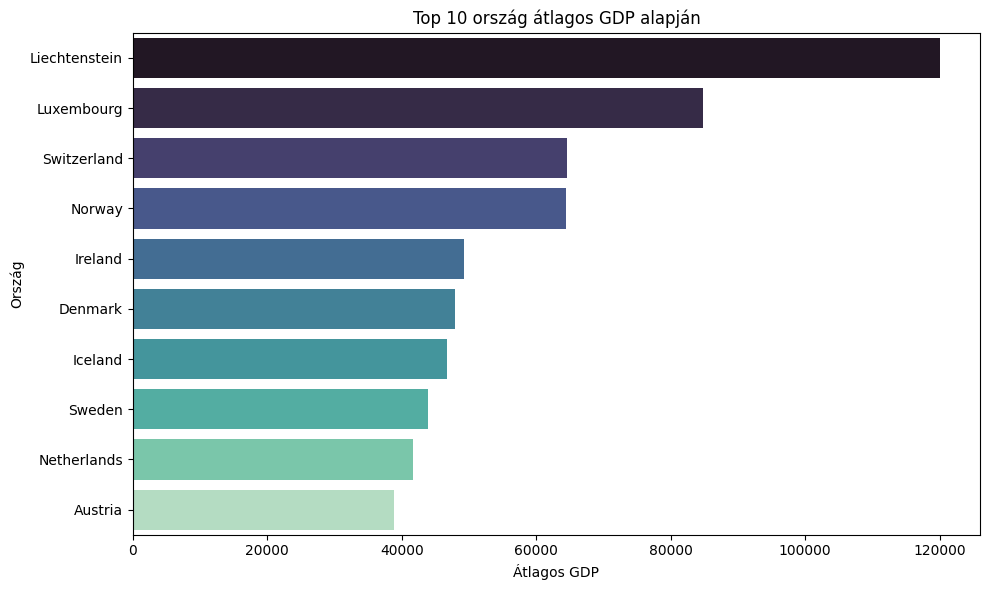 Top 10 ország átlagos GDP alapján
Ország
Liechtenstein
Luxembourg
Switzerland
Norway
Ireland
Denmark
Iceland
Sweden
Netherlands
Austria
0 20000 40000 60000 80000 100000 120000
Átlagos GDP